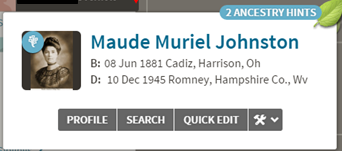 2 ANCESTRY HINTS
Maude Muriel Johnston
B: 08 Jun 1881 Cadiz, Harrison, Oh
D: 10 Dec 1945 Romney, Hampshire Co., Wv
PROFILE SEARCH QUICK EDIT